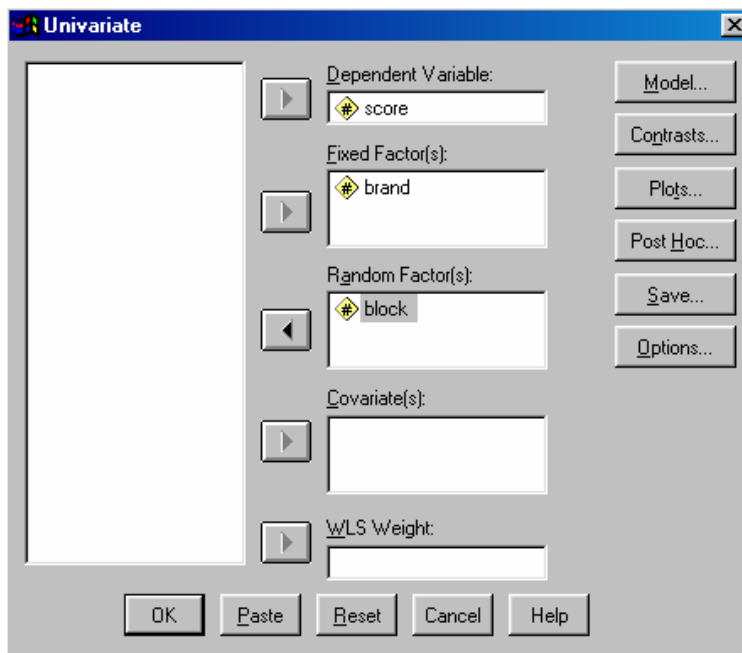 Univariate
Dependent Variable:
# score
Fixed Factor(s):
# brand
Random Factor(s):
# block
Covariate(s):
WLS Weight:
Model...
Contrasts...
Plots...
Post Hoc...
Save...
Options...
OK Paste Reset Cancel Help